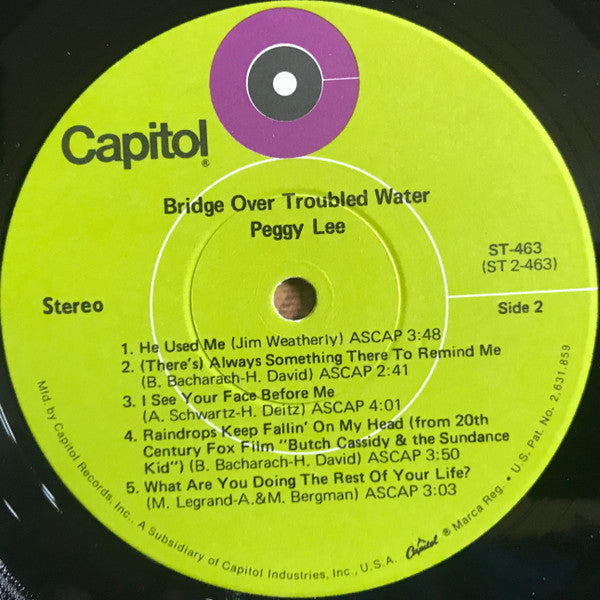 Capitol®
Bridge Over Troubled Water
Peggy Lee
ST-463
(ST 2-463)
Stereo
Side 2
1. He Used Me (Jim Weatherly) ASCAP 3:48
2. (There's) Always Something There To Remind Me
(B. Bacharach-H. David) ASCAP 2:41
3. I See Your Face Before Me
(A. Schwartz-H. Deitz) ASCAP 4:01
4. Raindrops Keep Fallin' On My Head (from 20th
Century Fox Film "Butch Cassidy & the Sundance
Kid") (B. Bacharach-H. David) ASCAP 3:50
5. What Are You Doing The Rest Of Your Life?
(M. Legrand-A.&M. Bergman) ASCAP 3:03
Mfd. by Capitol Records, Inc., A Subsidiary of Capitol Industries, Inc., U.S.A. Capitol ® Marca Reg. • U.S. Pat. No. 2,631,859